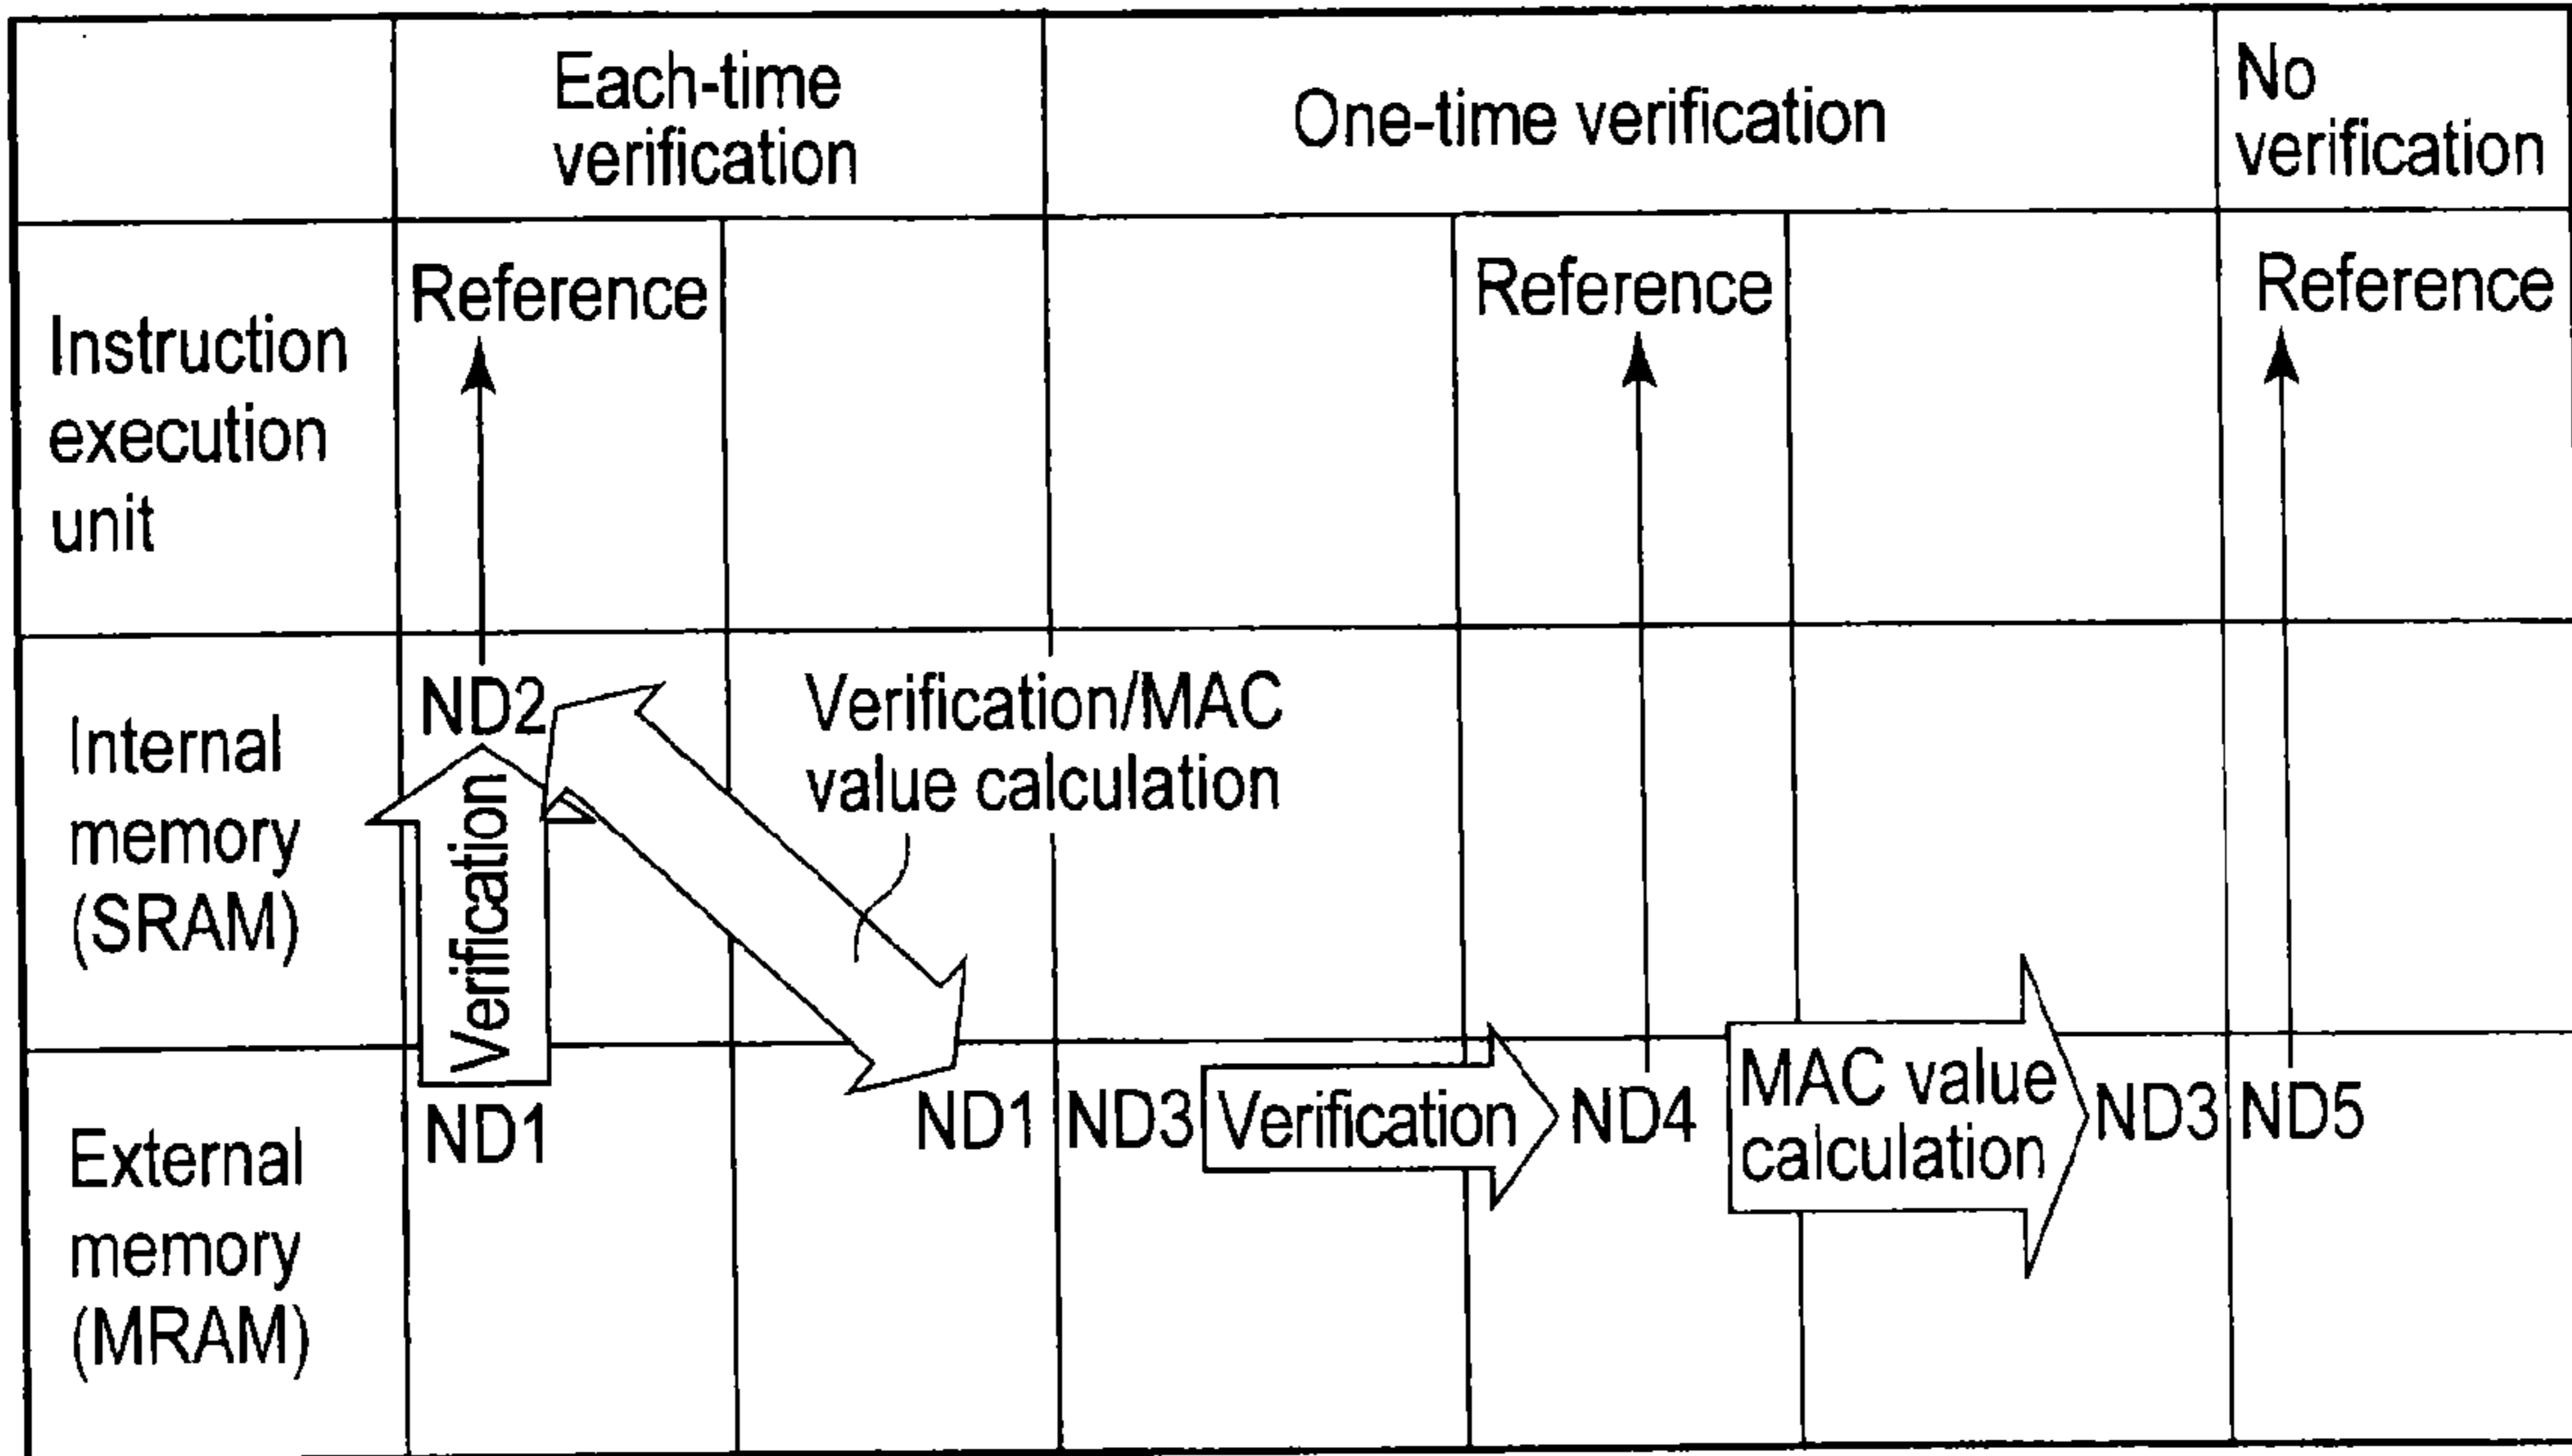 Each-time
verification
One-time verification
No
verification
Instruction
execution
unit
Reference
Reference
Reference
Internal
memory
(SRAM)
ND2
Verification
Verification/MAC
value calculation
External
memory
(MRAM)
ND1
ND1
ND3
Verification
ND4
MAC value
calculation
ND3
ND5